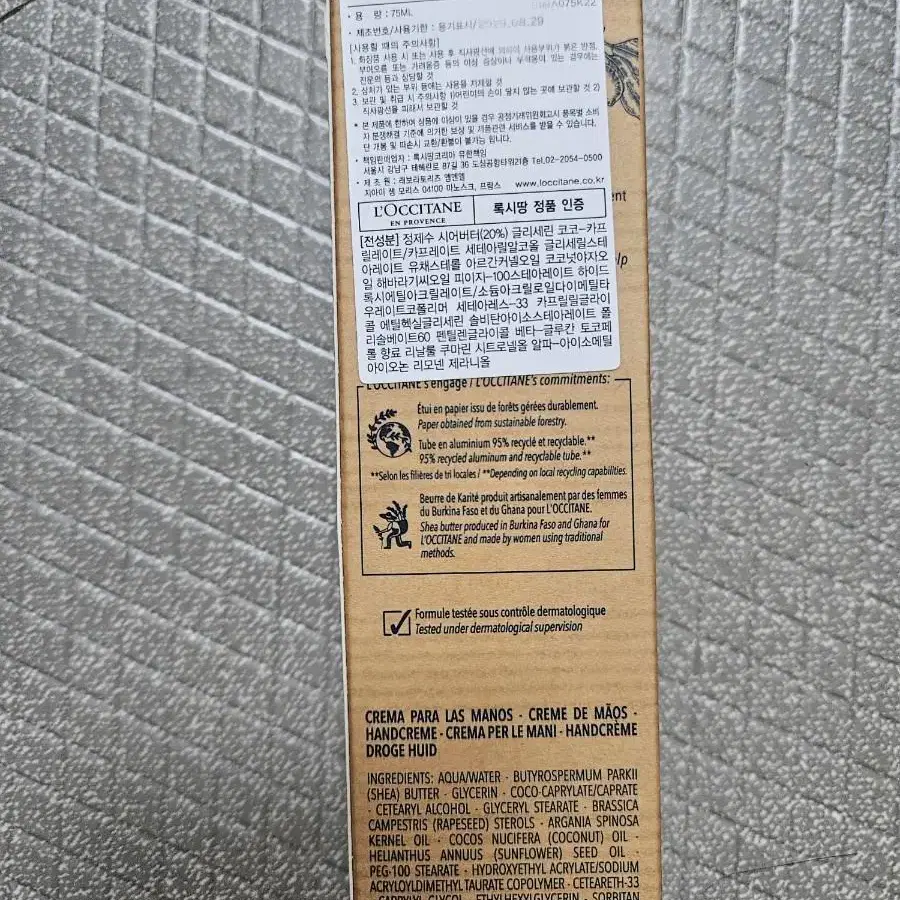 • 용 량 : 75ML
075K22
• 제조번호/사용기한 : 용기표시/
08.29
[사용할 때의 주의사항]
1. 화장품 사용 시 또는 사용 후 직사광선에 의하여 사용부위가 붉은 반점,
부어오름 또는 가려움증 등의 이상 증상이나 부작용이 있는 경우에는
전문의 등과 상담할 것
2. 상처가 있는 부위 등에는 사용을 자제할 것
3. 보관 및 취급 시 주의사항 1)어린이의 손이 닿지 않는 곳에 보관할 것 2)
직사광선을 피해서 보관할 것
* 본 제품에 한하여 상품에 이상이 있을 경우 공정거래위원회고시 품목별 소비
자 분쟁해결 기준에 의거한 보상 및 제품관련 서비스를 받을 수 있습니다.
단 개봉 및 파손시 교환/환불이 불가능 합니다.
• 책임판매업자 : 록시땅코리아 유한책임
서울시 강남구 테헤란로 87길 36 도심공항타워21층 Tel.02-2054-0500
• 제 조 원 : 래보라토리즈 엠엔엘
지아이 쌩 모리스 04100 마노스크, 프랑스 www.loccitane.co.kr
ent
L'OCCITANE
EN PROVENCE
록시땅 정품 인증
[전성분] 정제수 시어버터(20%) 글리세린 코코-카프
릴레이트/카프레이트 세테아릴알코올 글리세릴스테
아레이트 유채스테롤 아르간커넬오일 코코넛야자오
일 해바라기씨오일 피이지-100스테아레이트 하이드
록시에틸아크릴레이트/소듐아크릴로일다이메틸타
우레이트코폴리머 세테아레스-33 카프릴릴글라이
콜 에틸헥실글리세린 솔비탄아이소스테아레이트 폴
리솔베이트60 펜틸렌글라이콜 베타-글루칸 토코페
롤 향료 리날룰 쿠마린 시트로넬올 알파-아이소메틸
아이오논 리모넨 제라니올
L'OCCITANE s'engage / L'OCCITANE's commitments:
Étui en papier issu de forêts gérées durablement.
Paper obtained from sustainable forestry.
Tube en aluminium 95% recyclé et recyclable.**
95% recycled aluminum and recyclable tube.**
**Selon les filières de tri locales / **Depending on local recycling capabilities.
Beurre de Karité produit artisanalement par des femmes
du Burkina Faso et du Ghana pour L'OCCITANE.
Shea butter produced in Burkina Faso and Ghana for
L'OCCITANE and made by women using traditional
methods.
Formule testée sous contrôle dermatologique
Tested under dermatological supervision
CREMA PARA LAS MANOS · CREME DE MÃOS ·
HANDCREME · CREMA PER LE MANI · HANDCRÈME
DROGE HUID
INGREDIENTS: AQUA/WATER · BUTYROSPERMUM PARKII
(SHEA) BUTTER · GLYCERIN · COCO-CAPRYLATE/CAPRATE
· CETEARYL ALCOHOL · GLYCERYL STEARATE · BRASSICA
CAMPESTRIS (RAPESEED) STEROLS · ARGANIA SPINOSA
KERNEL OIL · COCOS NUCIFERA (COCONUT) OIL ·
HELIANTHUS ANNUUS (SUNFLOWER) SEED OIL ·
PEG-100 STEARATE · HYDROXYETHYL ACRYLATE/SODIUM
ACRYLOYLDIMETHYL TAURATE COPOLYMER · CETEARETH-33
· CAPRYLYL GLYCOL · ETHYLHEXYLGLYCERIN · SORBITAN